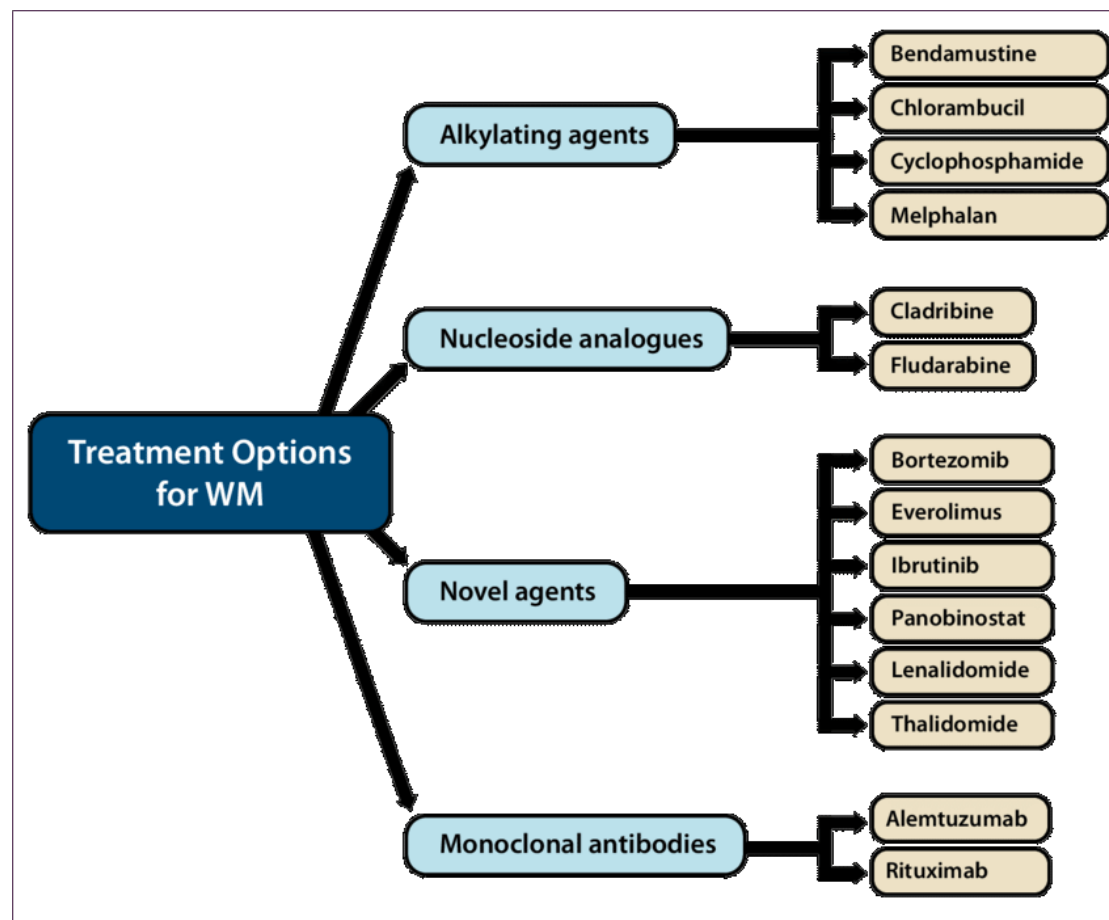 Treatment Options
for WM
Alkylating agents
Bendamustine
Chlorambucil
Cyclophosphamide
Melphalan
Nucleoside analogues
Cladribine
Fludarabine
Novel agents
Bortezomib
Everolimus
Ibrutinib
Panobinostat
Lenalidomide
Thalidomide
Monoclonal antibodies
Alemtuzumab
Rituximab